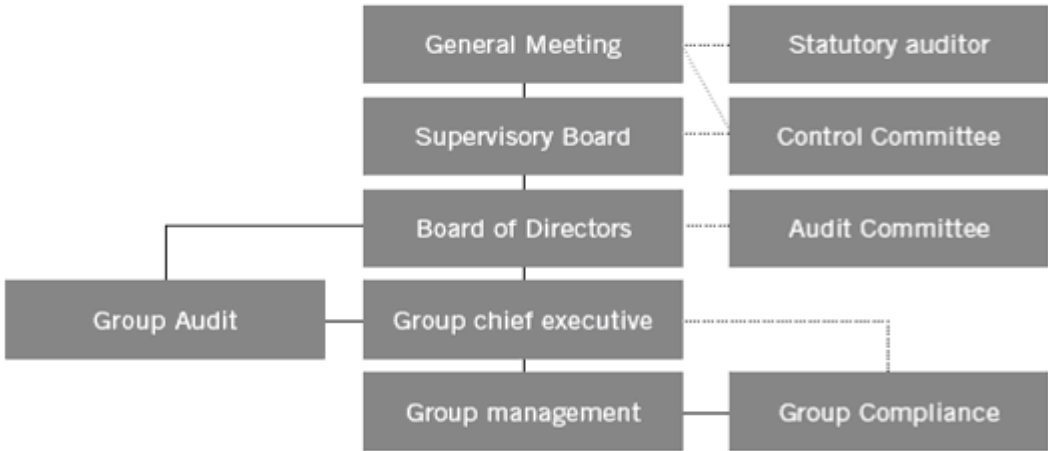 General Meeting
Statutory auditor
Supervisory Board
Control Committee
Board of Directors
Audit Committee
Group Audit
Group chief executive
Group management
Group Compliance